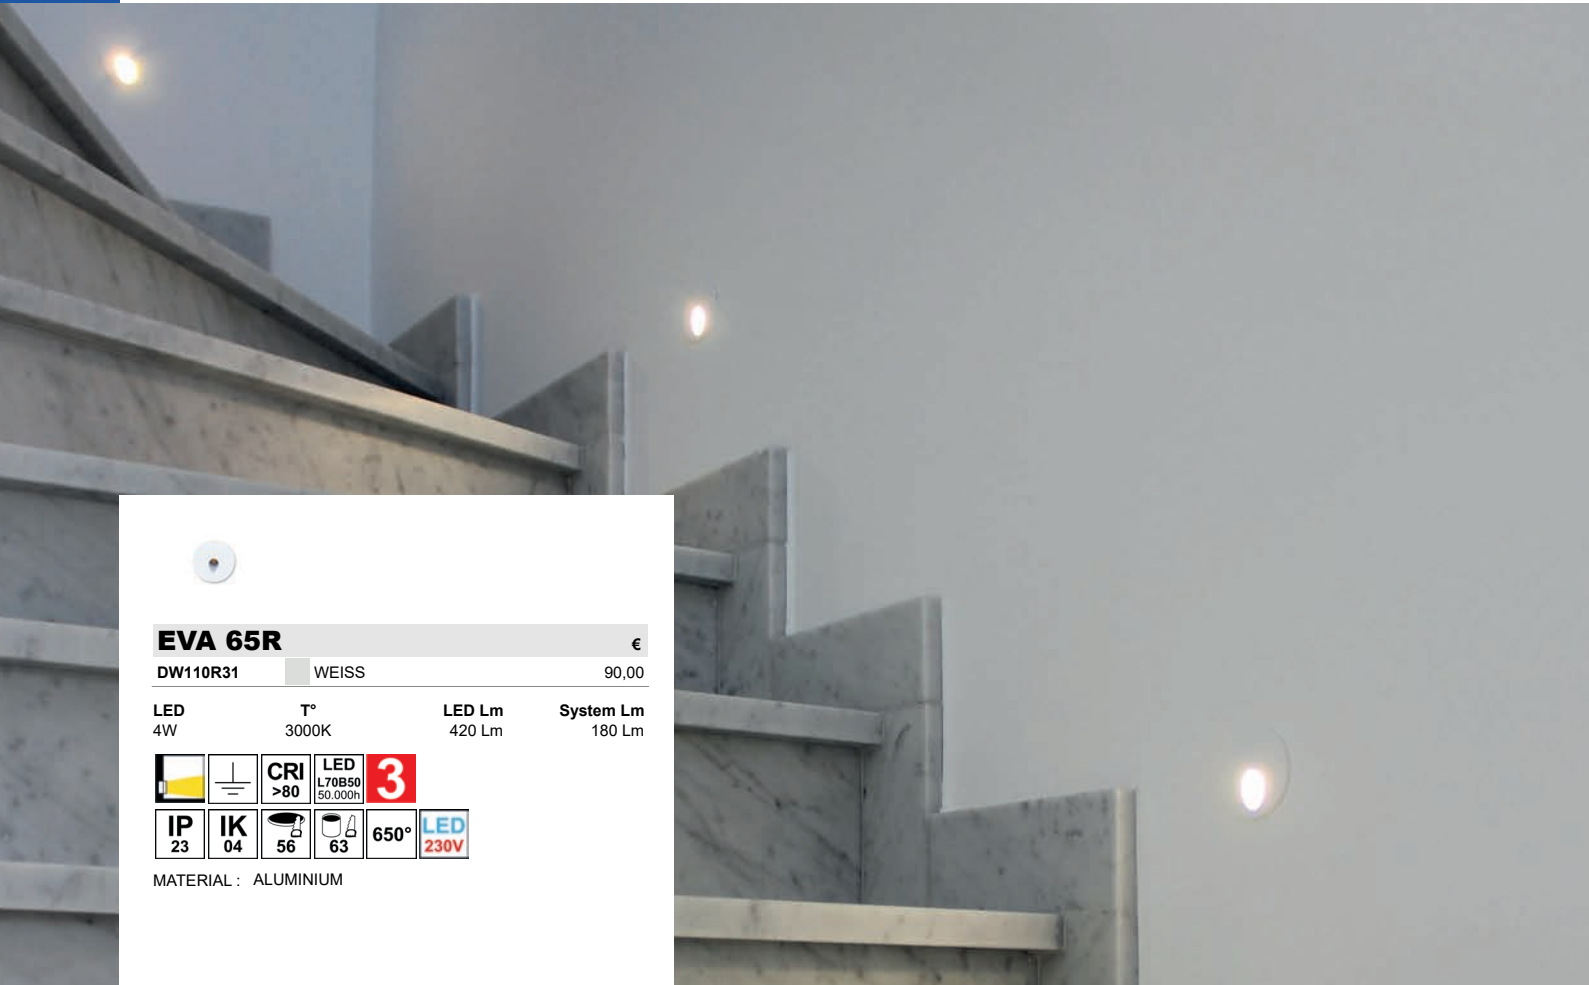 EVA 65R €
DW110R31 WEISS 90,00
LED T° LED Lm System Lm
4W 3000K 420 Lm 180 Lm
CRI
>80
LED
L70B50
50.000h
3
IP
23
IK
04
56
63
650°
LED
230V
MATERIAL : ALUMINIUM